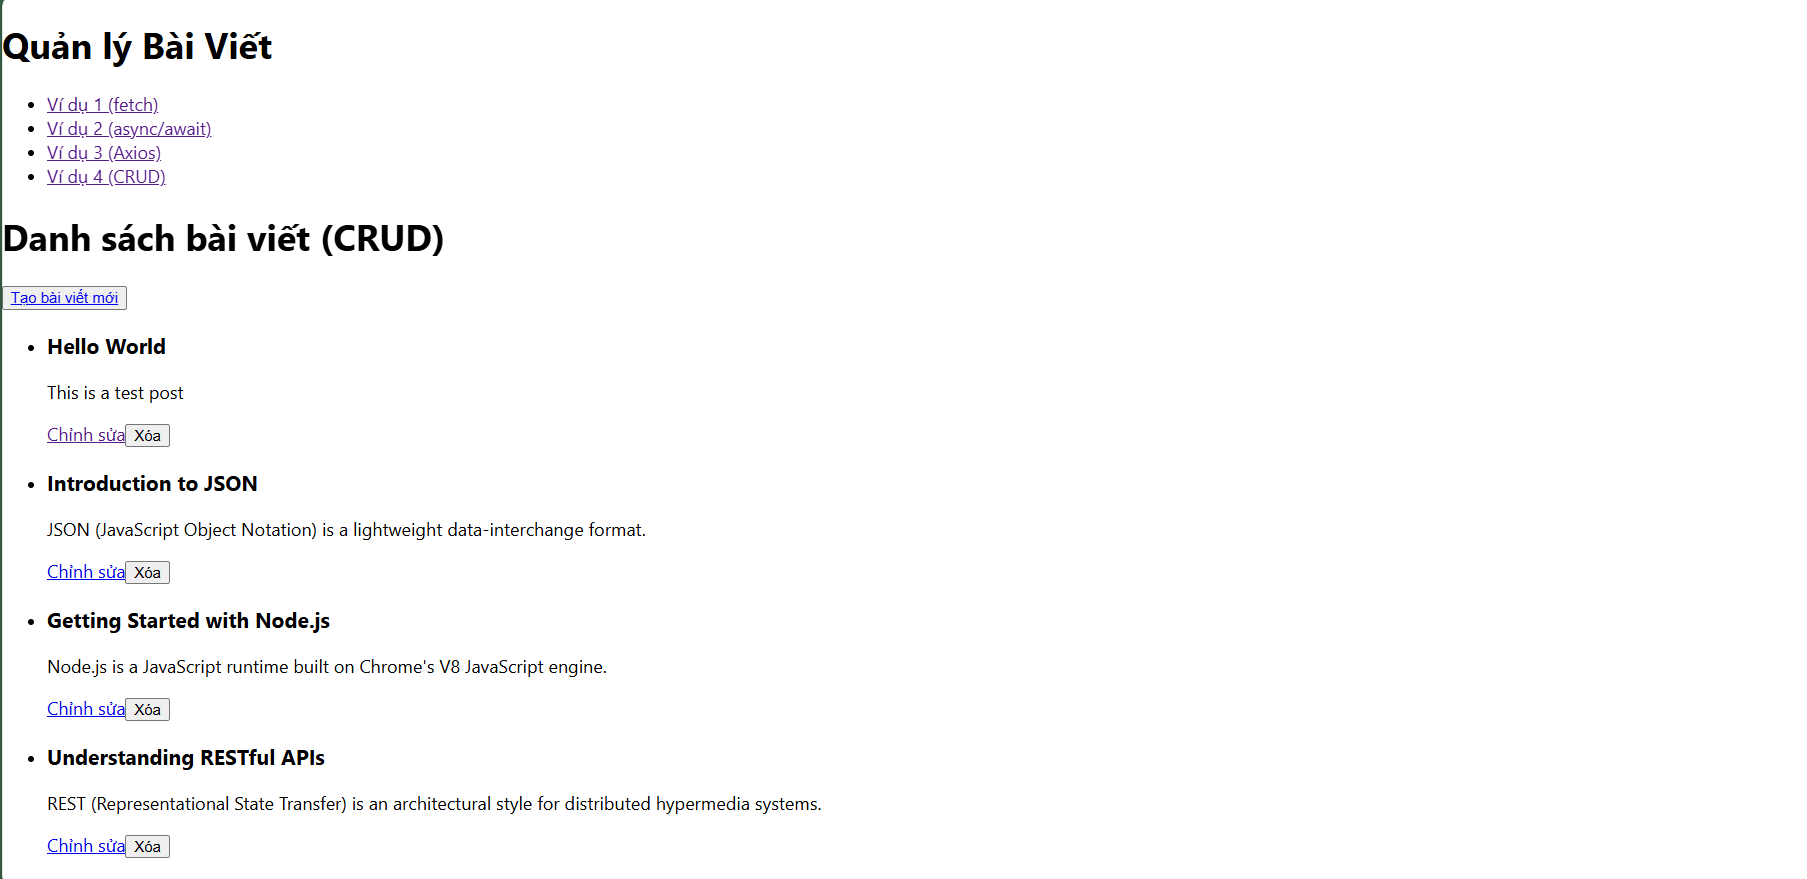 Quản lý Bài Viết
Ví dụ 1 (fetch)
Ví dụ 2 (async/await)
Ví dụ 3 (Axios)
Ví dụ 4 (CRUD)
Danh sách bài viết (CRUD)
Tạo bài viết mới
Hello World
This is a test post
Chỉnh sửa Xóa
Introduction to JSON
JSON (JavaScript Object Notation) is a lightweight data-interchange format.
Chỉnh sửa Xóa
Getting Started with Node.js
Node.js is a JavaScript runtime built on Chrome's V8 JavaScript engine.
Chỉnh sửa Xóa
Understanding RESTful APIs
REST (Representational State Transfer) is an architectural style for distributed hypermedia systems.
Chỉnh sửa Xóa